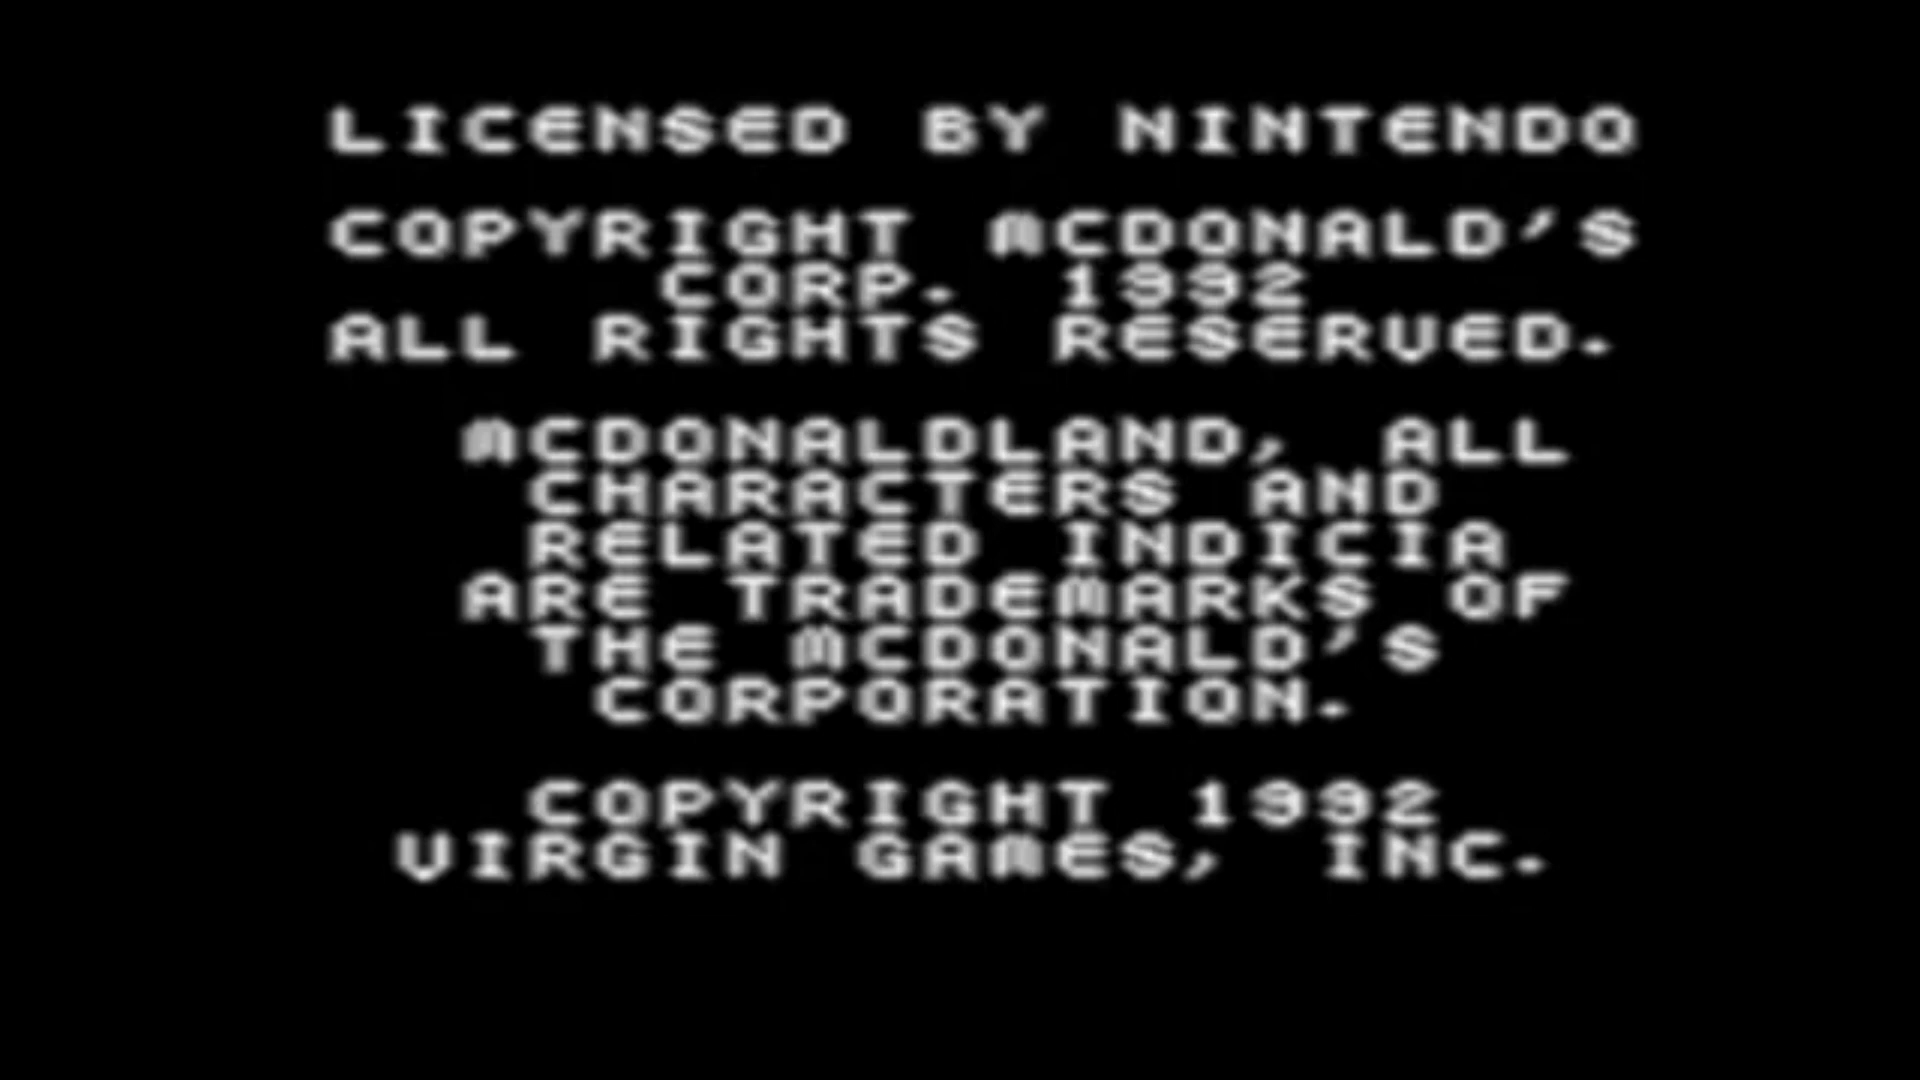 LICENSED BY NINTENDO
COPYRIGHT MCDONALD'S
CORP. 1992
ALL RIGHTS RESERVED.
MCDONALDLAND, ALL
CHARACTERS AND
RELATED INDICIA
ARE TRADEMARKS OF
THE MCDONALD'S
CORPORATION.
COPYRIGHT 1992
VIRGIN GAMES, INC.